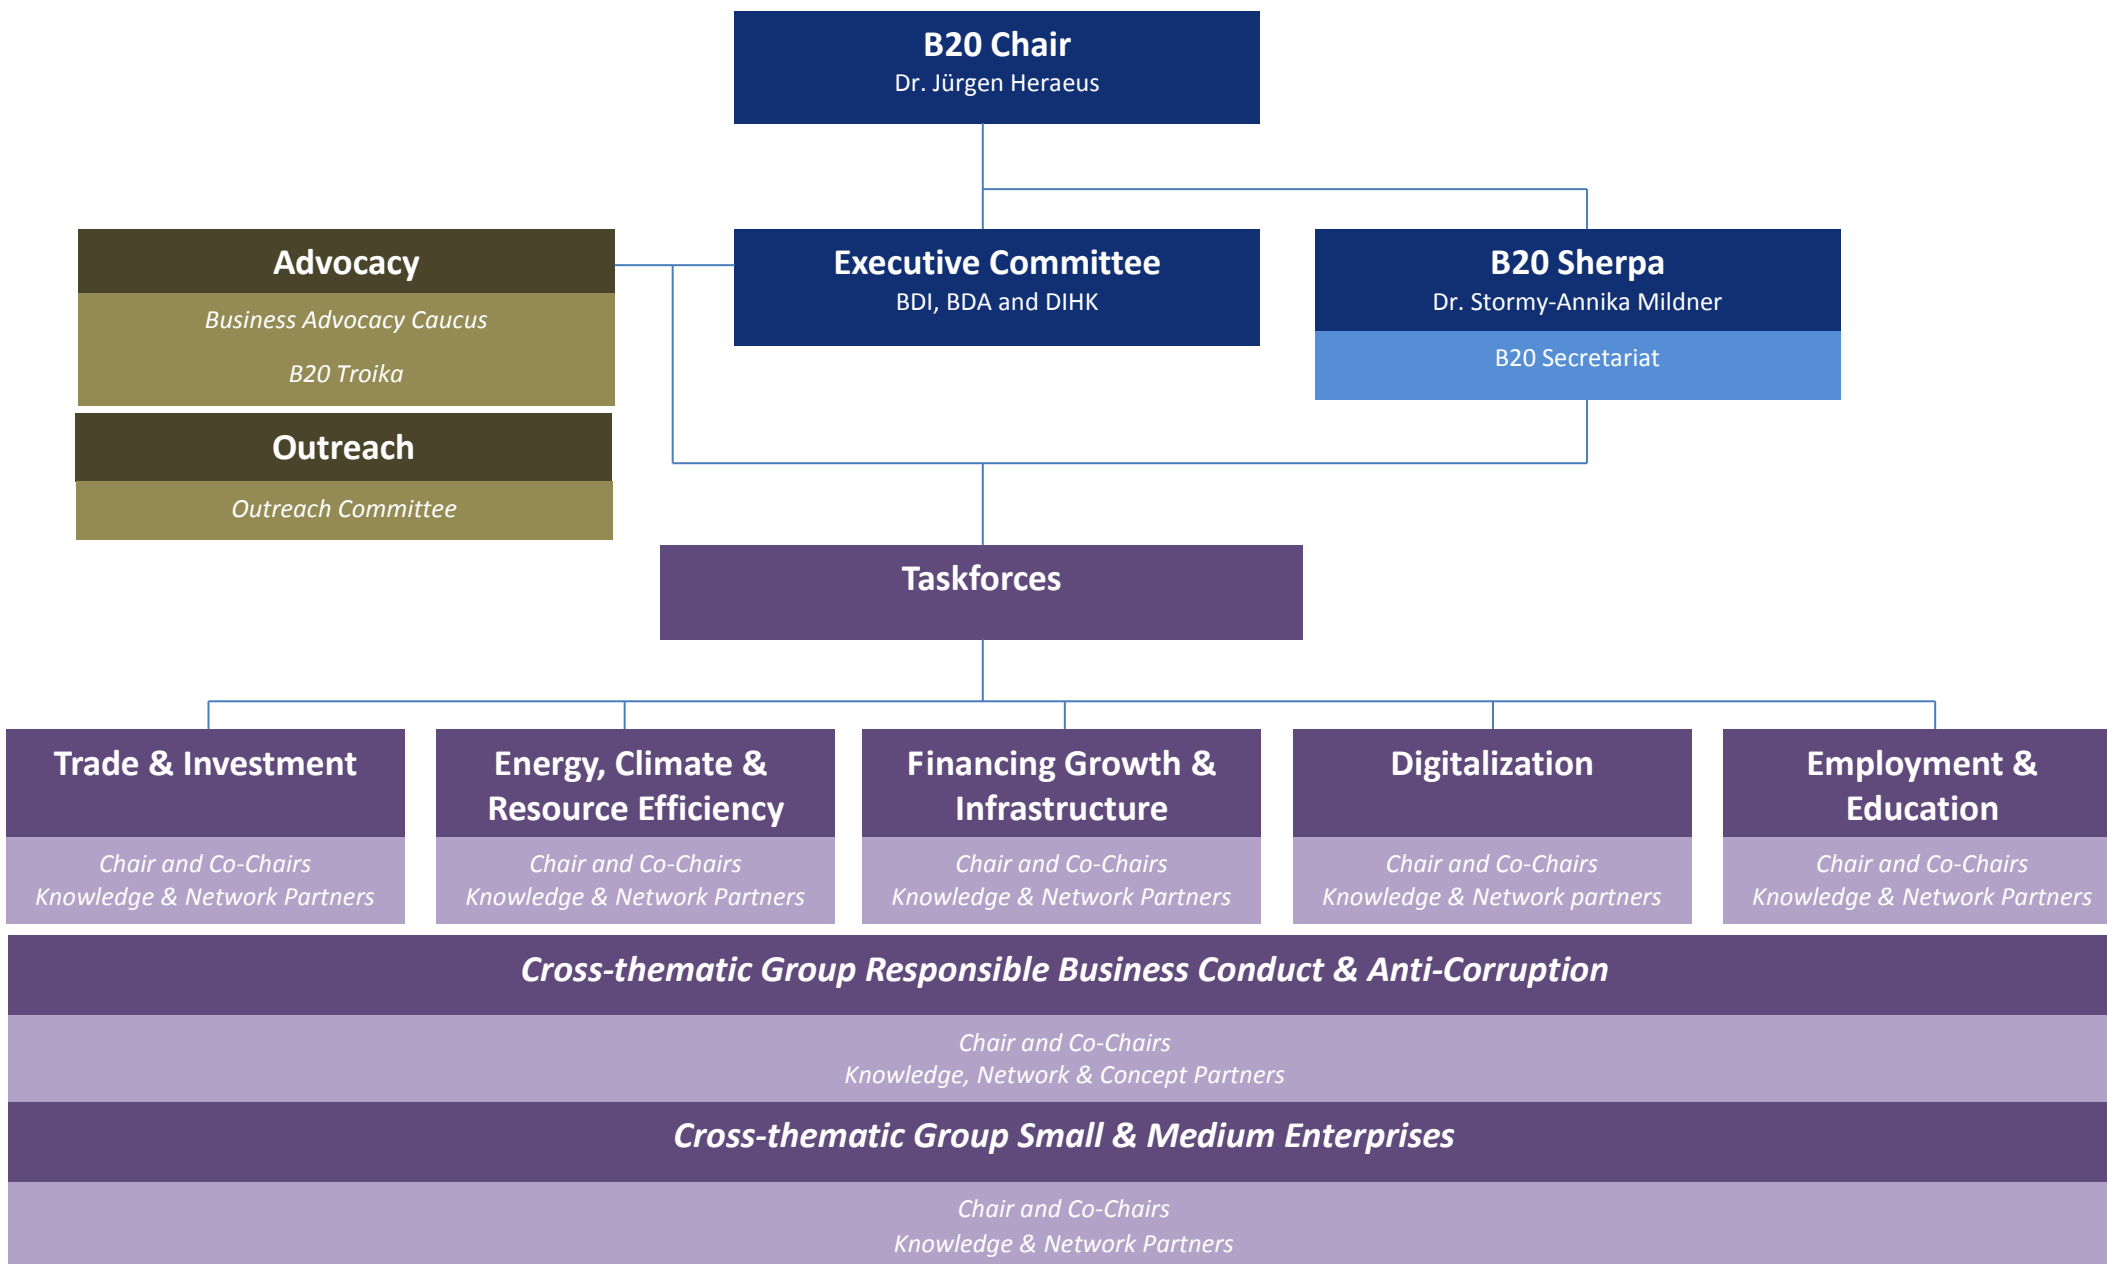 B20 Chair
Dr. Jürgen Heraeus
Advocacy
Business Advocacy Caucus
B20 Troika
Outreach
Outreach Committee
Executive Committee
BDI, BDA and DIHK
B20 Sherpa
Dr. Stormy-Annika Mildner
B20 Secretariat
Taskforces
Trade & Investment
Chair and Co-Chairs
Knowledge & Network Partners
Energy, Climate &
Resource Efficiency
Chair and Co-Chairs
Knowledge & Network Partners
Financing Growth &
Infrastructure
Chair and Co-Chairs
Knowledge & Network Partners
Digitalization
Chair and Co-Chairs
Knowledge & Network partners
Employment &
Education
Chair and Co-Chairs
Knowledge & Network Partners
Cross-thematic Group Responsible Business Conduct & Anti-Corruption
Chair and Co-Chairs
Knowledge, Network & Concept Partners
Cross-thematic Group Small & Medium Enterprises
Chair and Co-Chairs
Knowledge & Network Partners